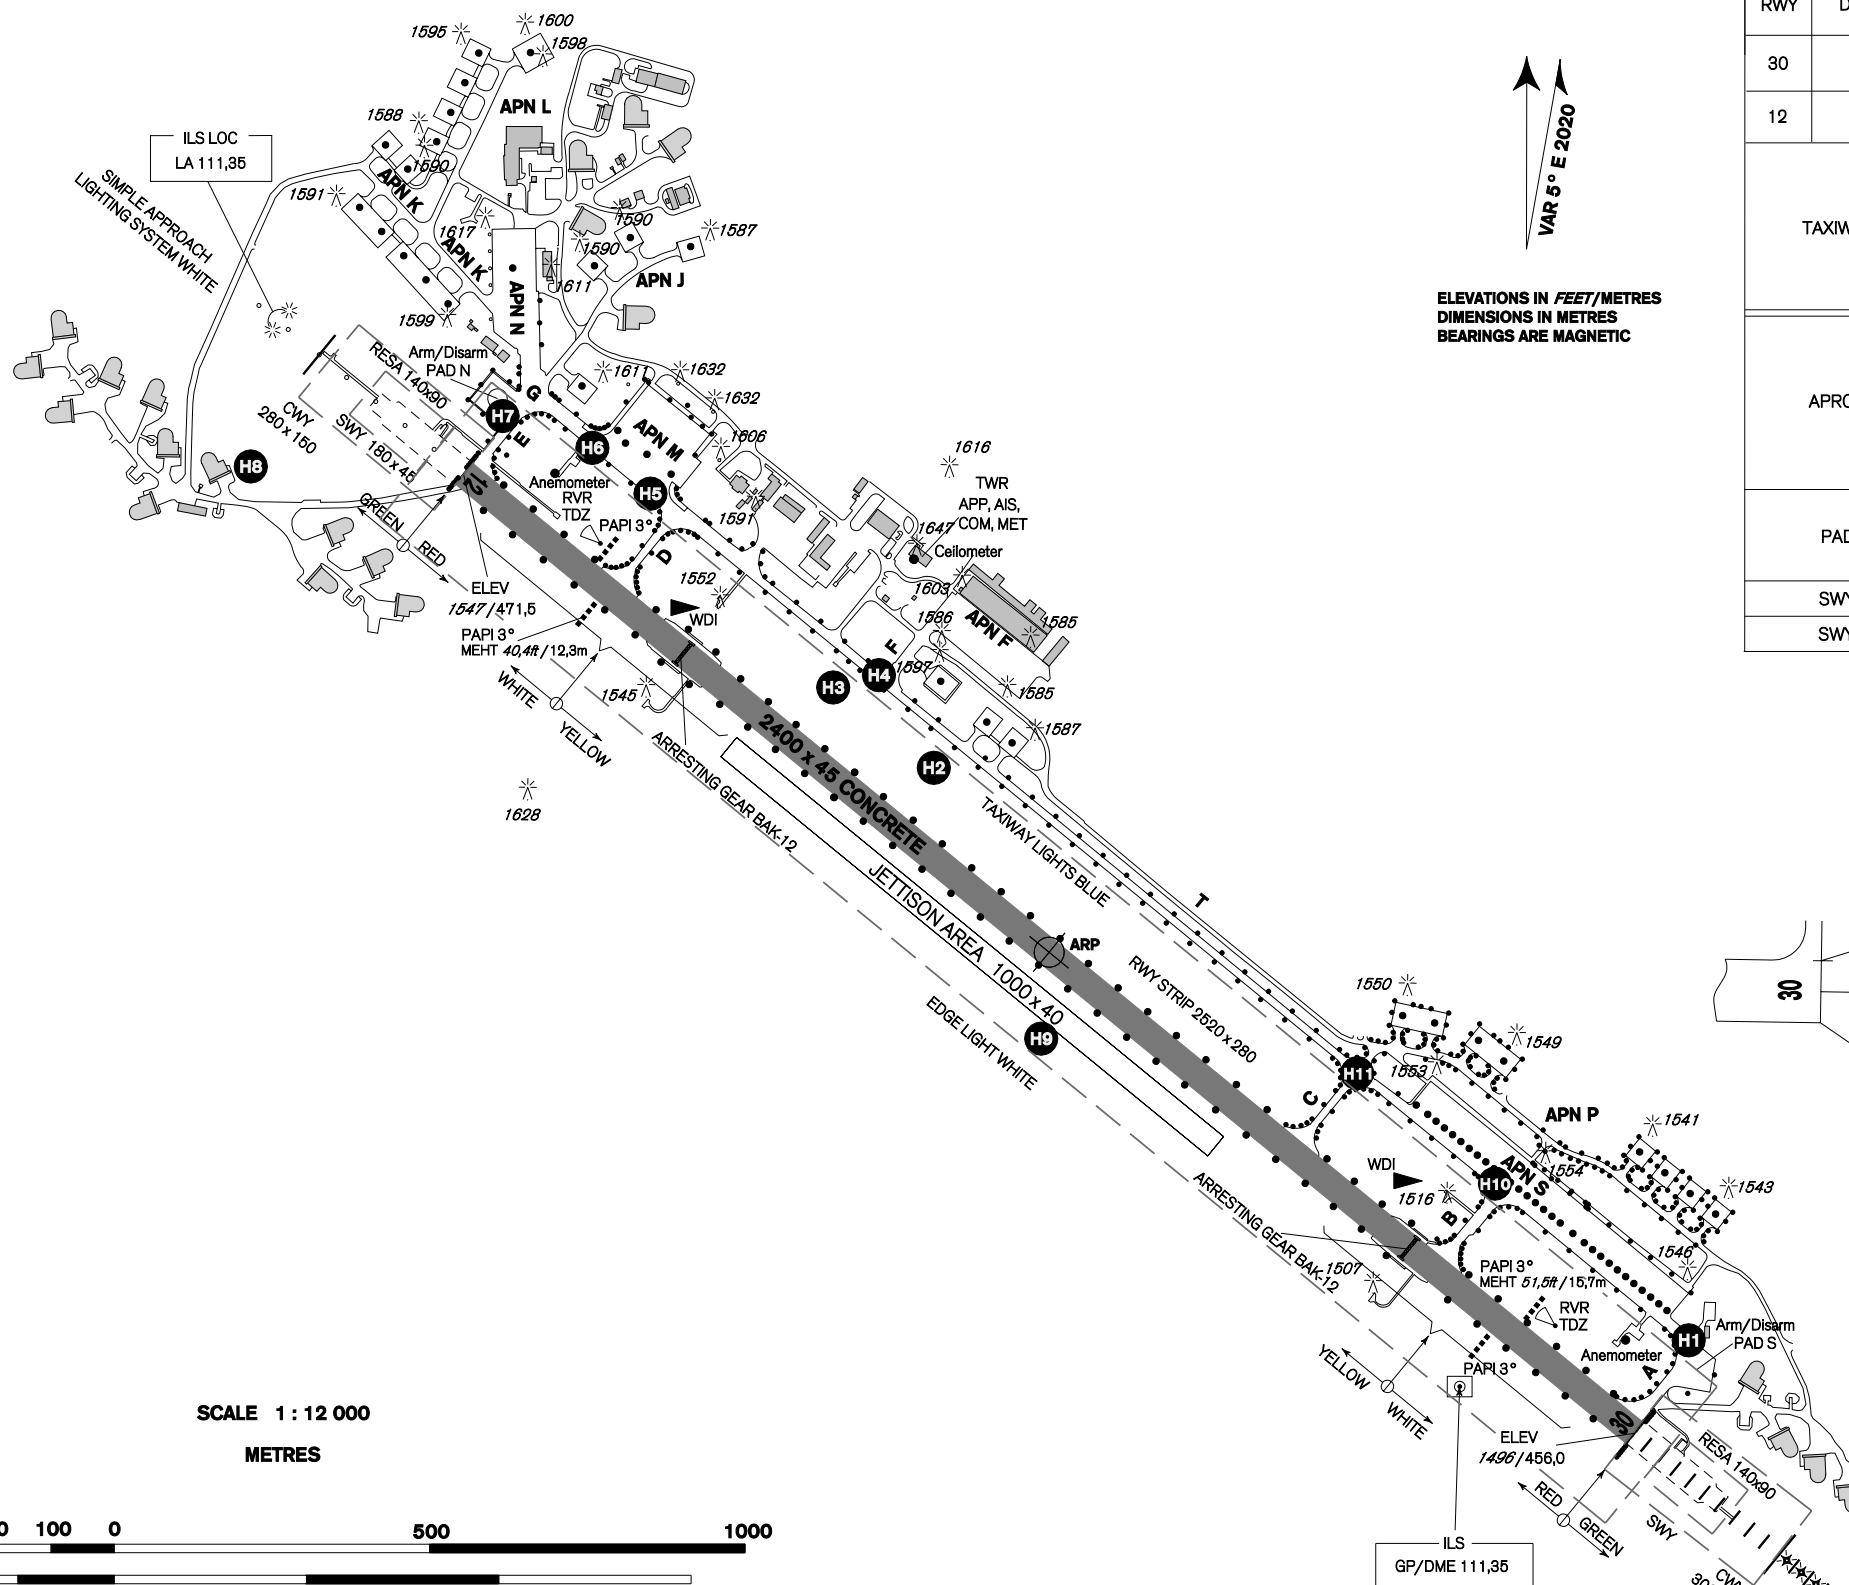 1595
1600
1598
APN L
1588
1590
ILS LOC
LA 111,35
SIMPLE APPROACH
LIGHTING SYSTEM WHITE
APN K
1591
1617
APN K
1590
1590
1587
APN J
1611
APN N
1599
VAR 5° E 2020
ELEVATIONS IN FEET/METRES
DIMENSIONS IN METRES
BEARINGS ARE MAGNETIC
RWY
30
12
RESA 140x90
Arm/Disarm
PAD N
G
1611
1632
1632
1606
APN M
CWY
280 x 150
SWY 180 x 45
H7
E
H6
H5
H8
12
Anemometer
RVR
TDZ
PAPI 3°
D
1591
1616
TWR
APP, AIS,
COM, MET
1647
Ceilometer
GREEN
RED
ELEV
1547 / 471,5
PAPI 3°
MEHT 40,4ft / 12,3m
1552
WDI
1603
1586
APN F
1585
F
1597
1585
1587
H3
H4
H2
WHITE
YELLOW
1545
1628
ARRESTING GEAR BAK-12
2400 x 45 CONCRETE
TAXIWAY LIGHTS BLUE
JETTISON AREA 1000 x 40
T
ARP
RWY STRIP 2520 x 280
EDGE LIGHT WHITE
H9
1550
1549
1553
H11
C
APN P
1541
1543
1554
APN S
H10
WDI
1516
B
1546
ARRESTING GEAR BAK-12
1507
PAPI 3°
MEHT 51,5ft / 15,7m
RVR
TDZ
Anemometer
H1
Arm/Disarm
PAD S
A
YELLOW
WHITE
PAPI 3°
30
ELEV
1496 / 456,0
RESA 140x90
RED
GREEN
SWY
ILS
GP/DME 111,35
30
SCALE 1 : 12 000
METRES
100 0 500 1000